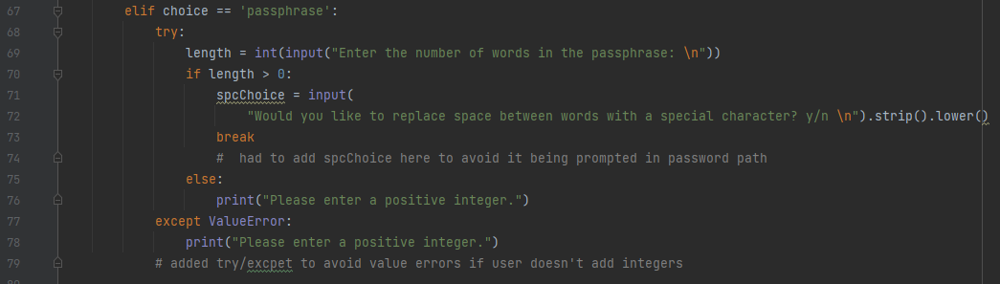 67 elif choice == 'passphrase':
68 try:
69 length = int(input("Enter the number of words in the passphrase: \n"))
70 if length > 0:
71 spcChoice = input(
72 "Would you like to replace space between words with a special character? y/n \n").strip().lower()
73 break
74 #  had to add spcChoice here to avoid it being prompted in password path
75 else:
76 print("Please enter a positive integer.")
77 except ValueError:
78 print("Please enter a positive integer.")
79 # added try/excpet to avoid value errors if user doesn't add integers